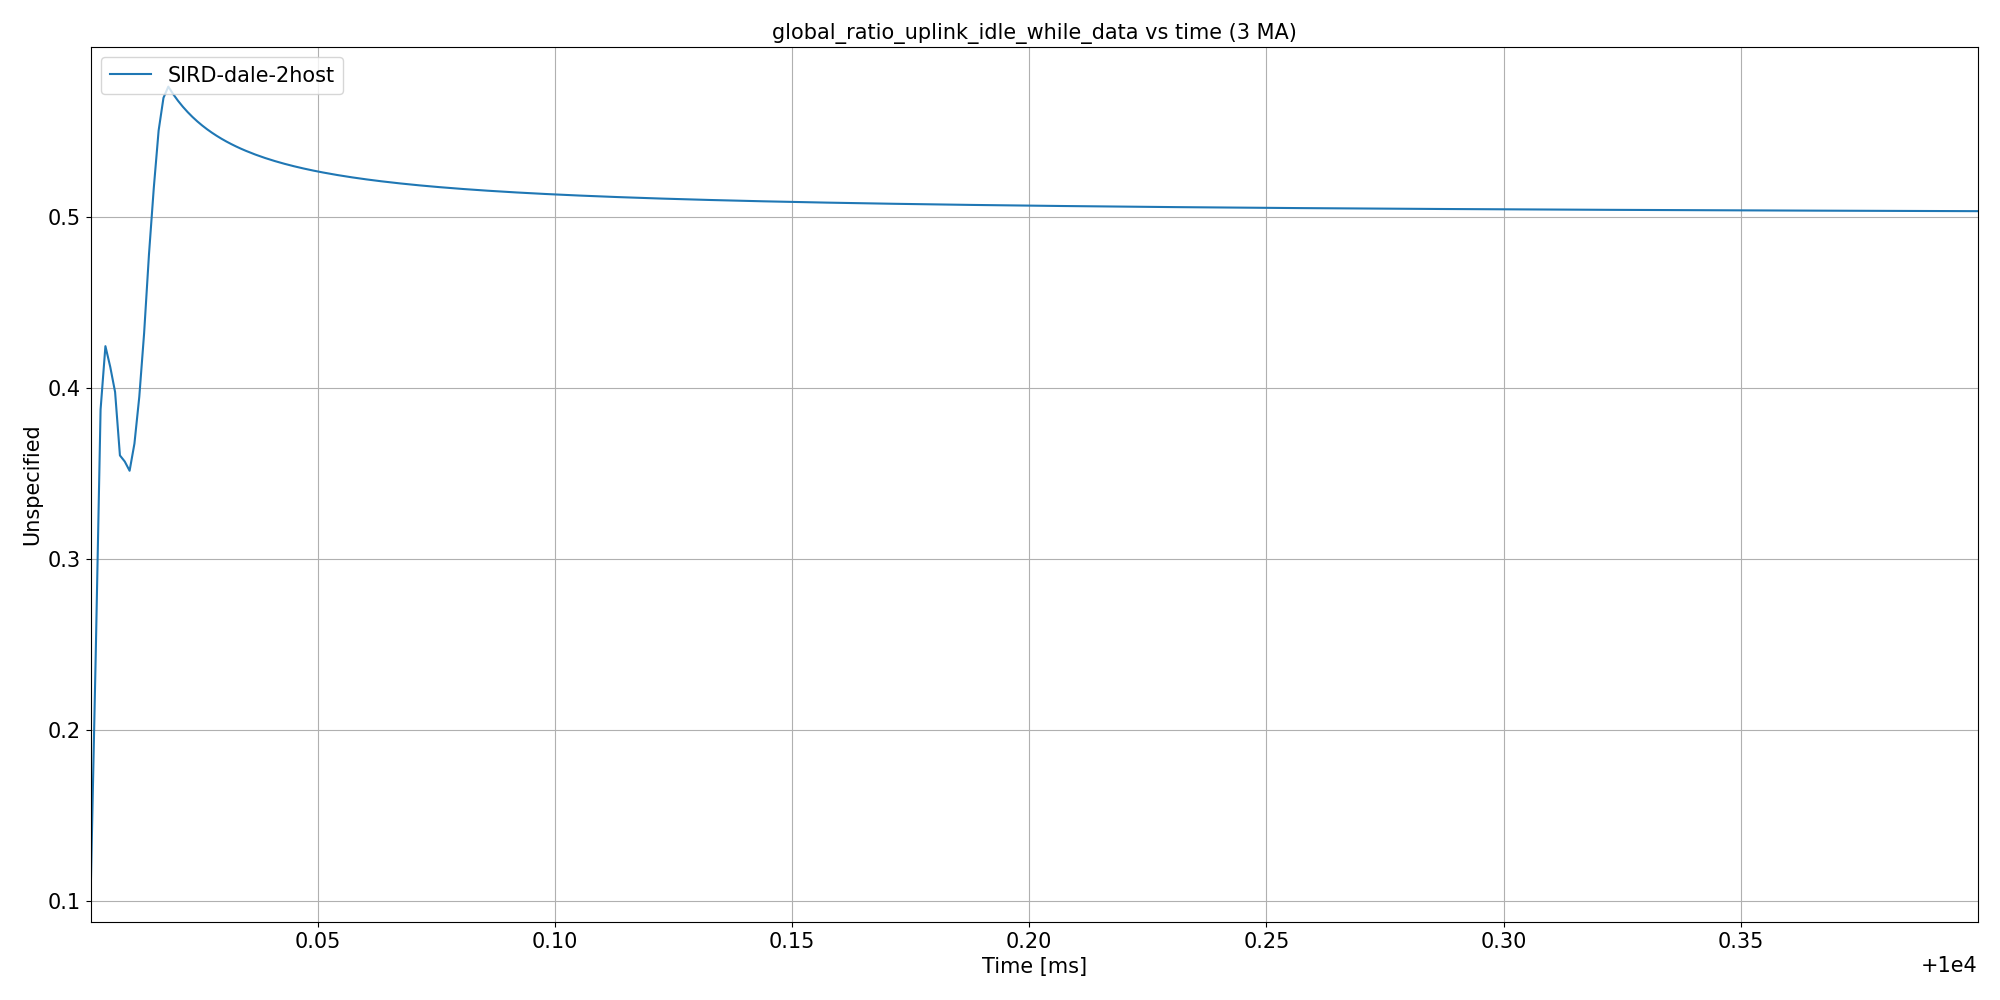 global_ratio_uplink_idle_while_data vs time (3 MA)
SIRD-dale-2host
Unspecified
0.5
0.4
0.3
0.2
0.1
0.05 0.10 0.15 0.20 0.25 0.30 0.35
Time [ms]
+1e4